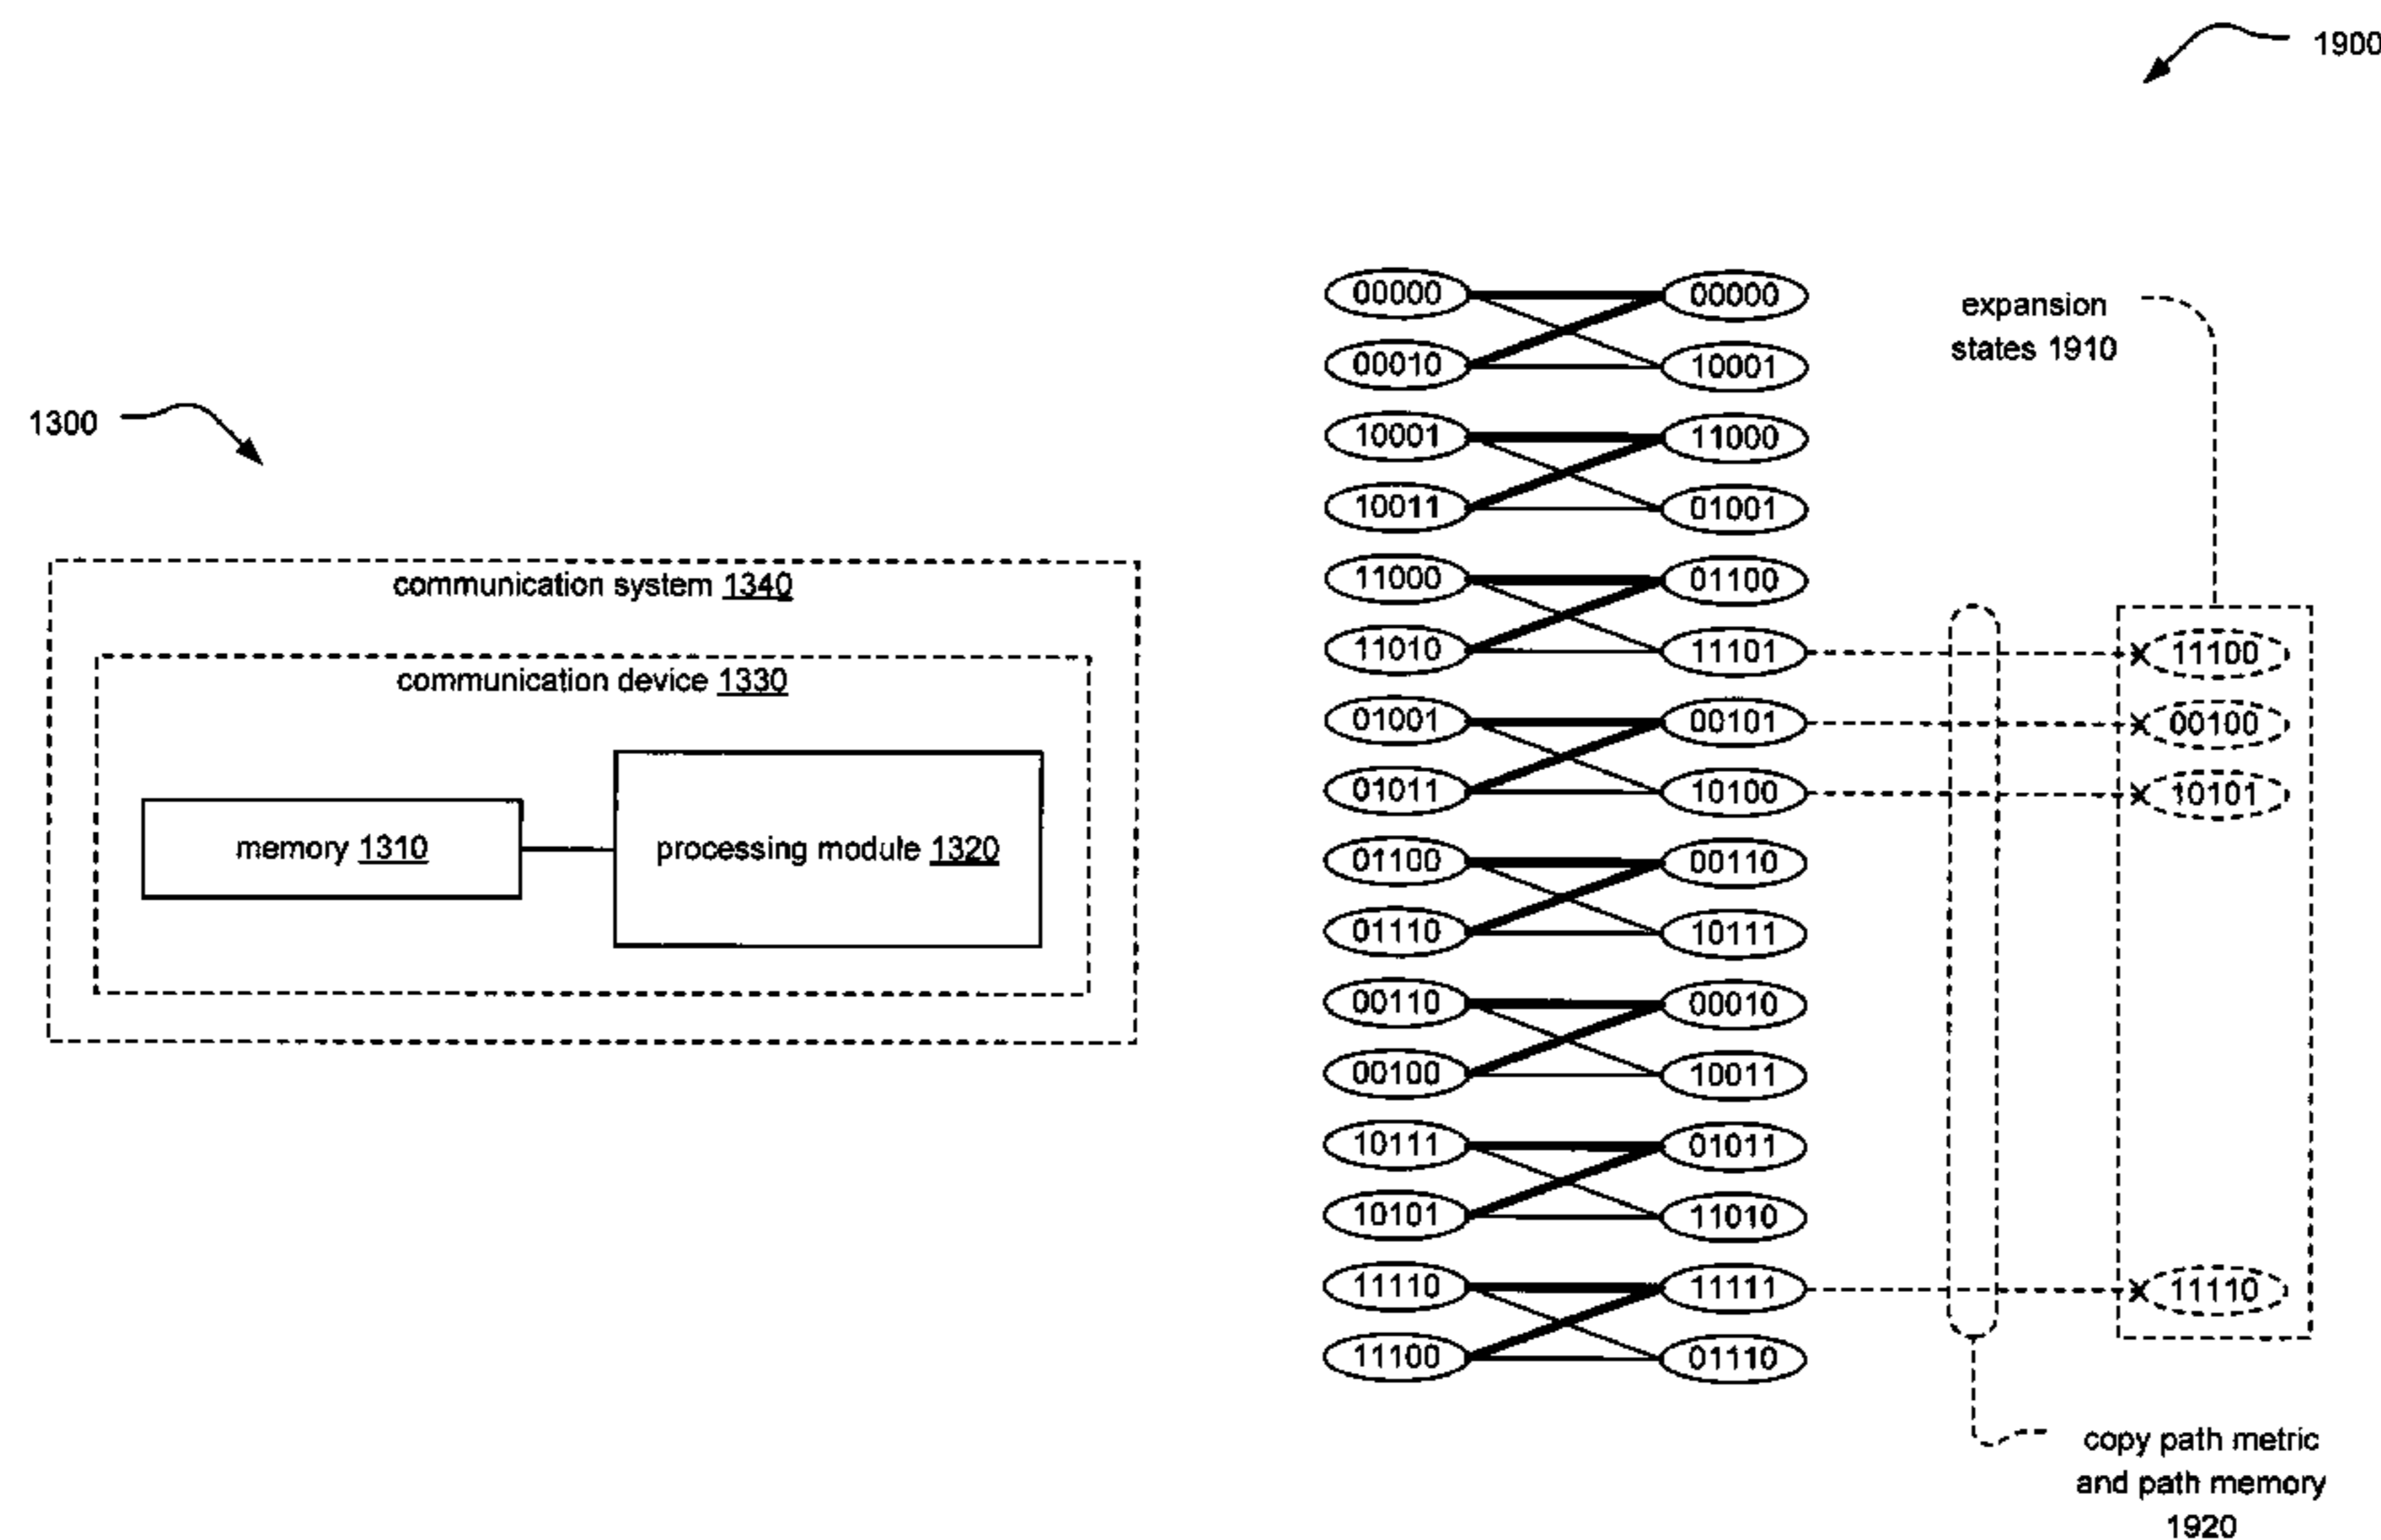 1300
communication system 1340
communication device 1330
memory 1310
processing module 1320
1900
00000 00000
00010 10001
10001 11000
10011 01001
11000 01100
11010 11101 11100
01001 00101 00100
01011 10100 10101
01100 00110
01110 10111
00110 00010
00100 10011
10111 01011
10101 11010
11110 11111 11110
11100 01110
expansion
states 1910
copy path metric
and path memory
1920